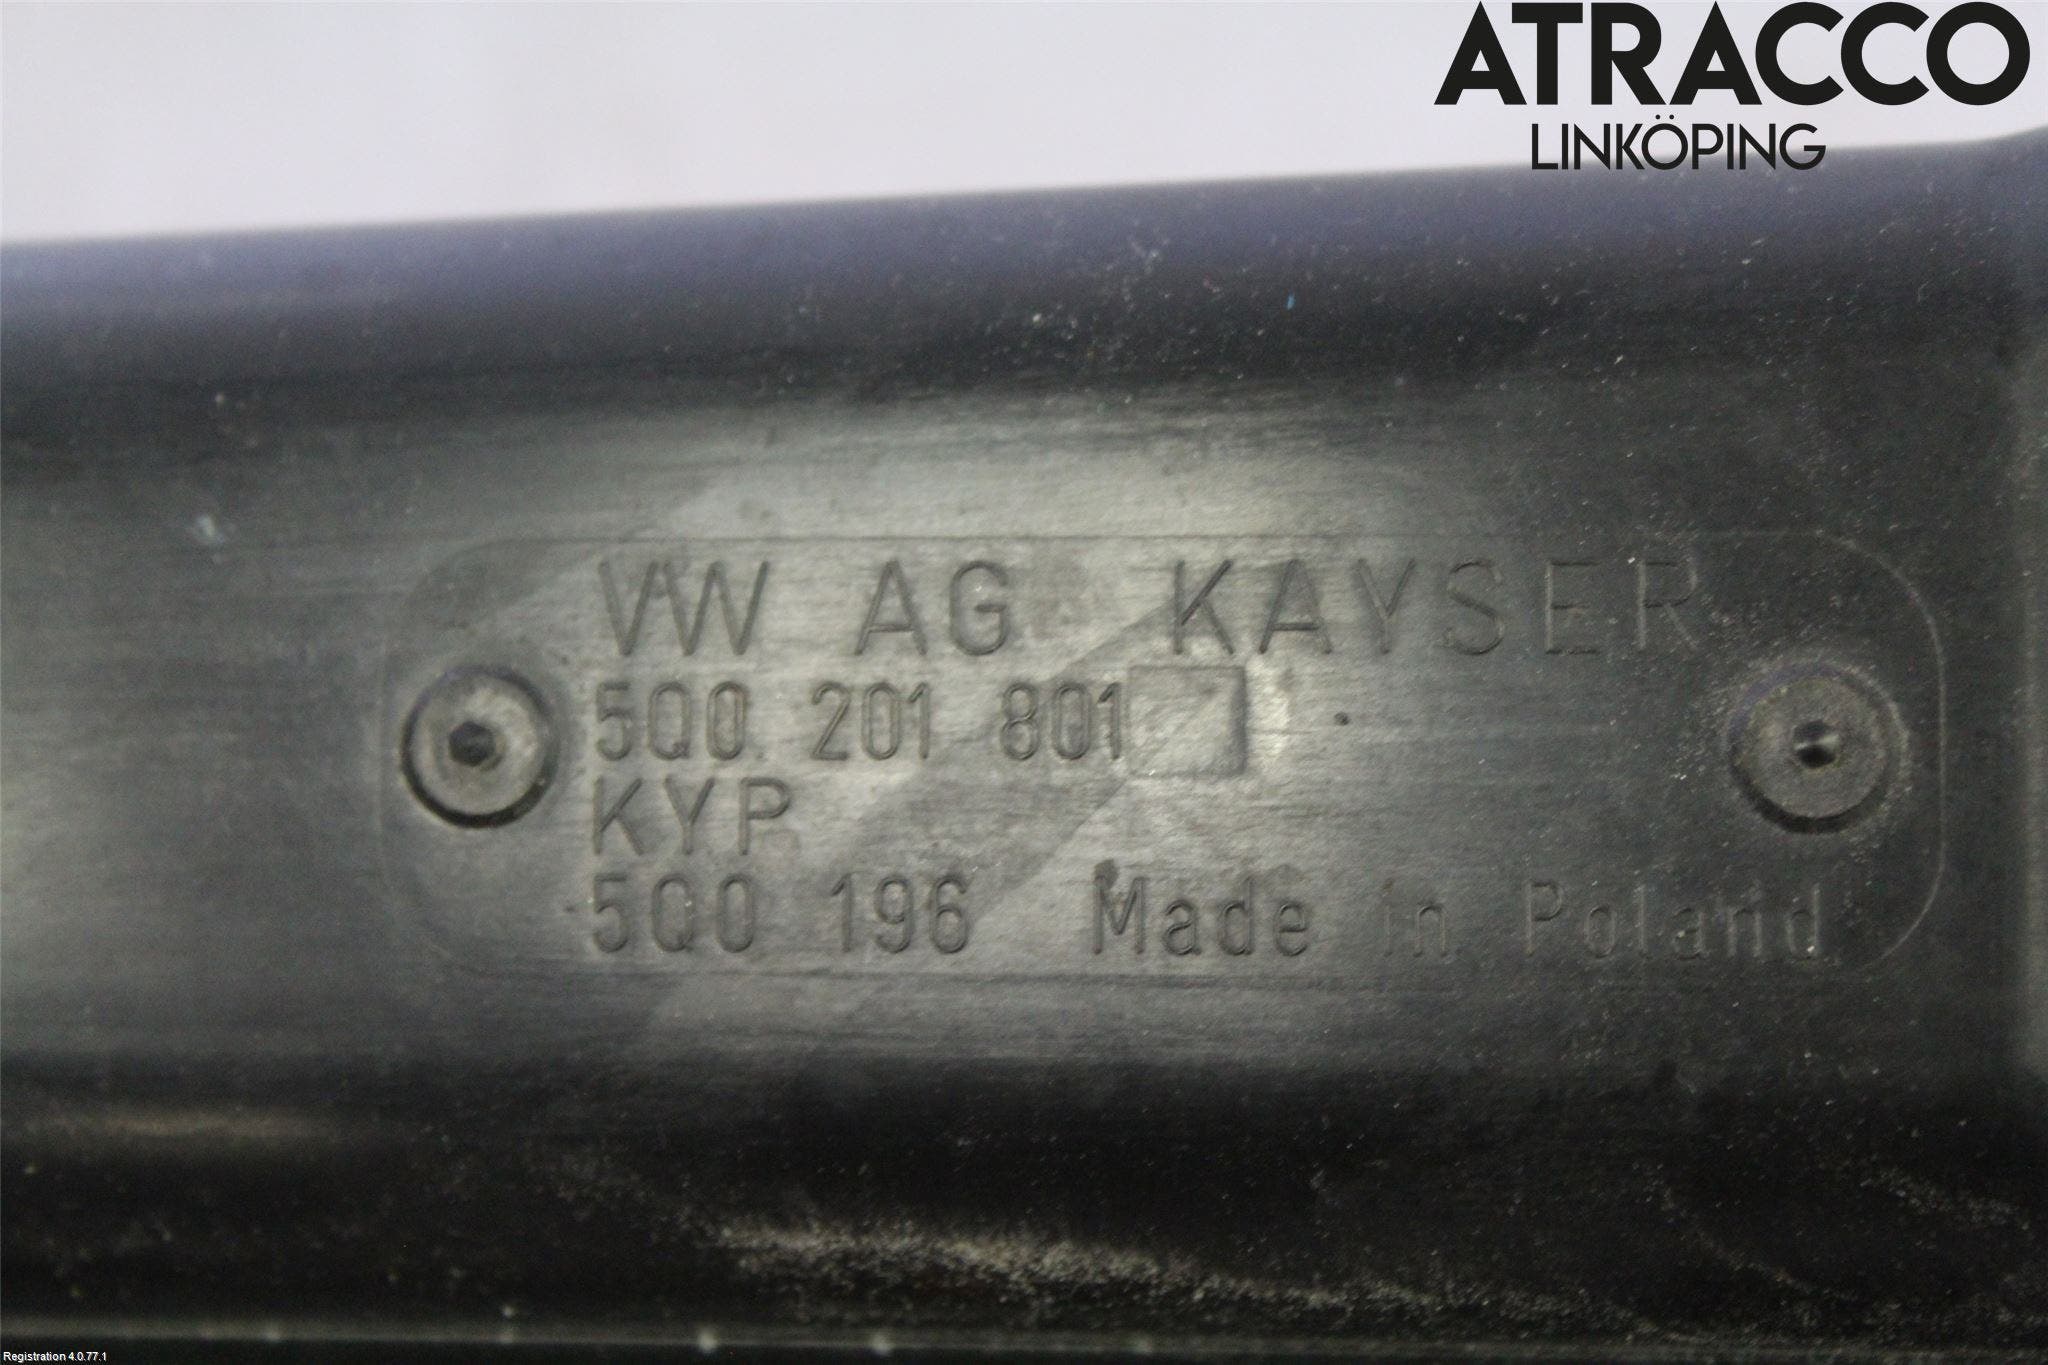 ATRACCO
LINKÖPING
VW AG KAYSER
5Q0 201 801
KYP
5Q0 196 Made in Poland
Registration 4.0.77.1